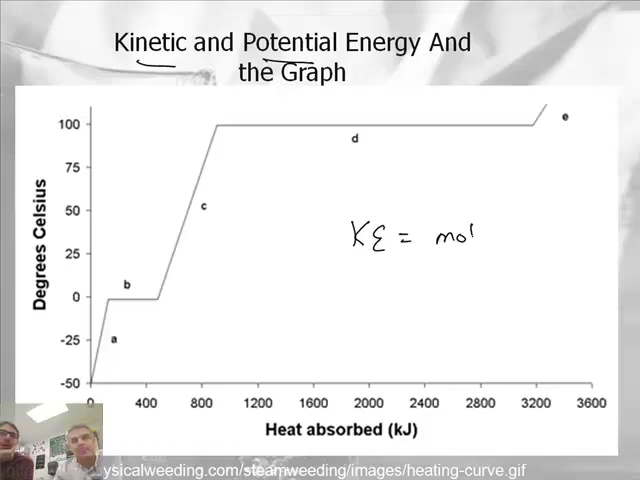 Kinetic and Potential Energy And
the Graph
100
75
50
25
0
-25
-50
Degrees Celsius
a
b
c
d
e
KE = mol
0 400 800 1200 1600 2000 2400 2800 3200 3600
Heat absorbed (kJ)
ysicalweeding.com/steamweeding/images/heating-curve.gif